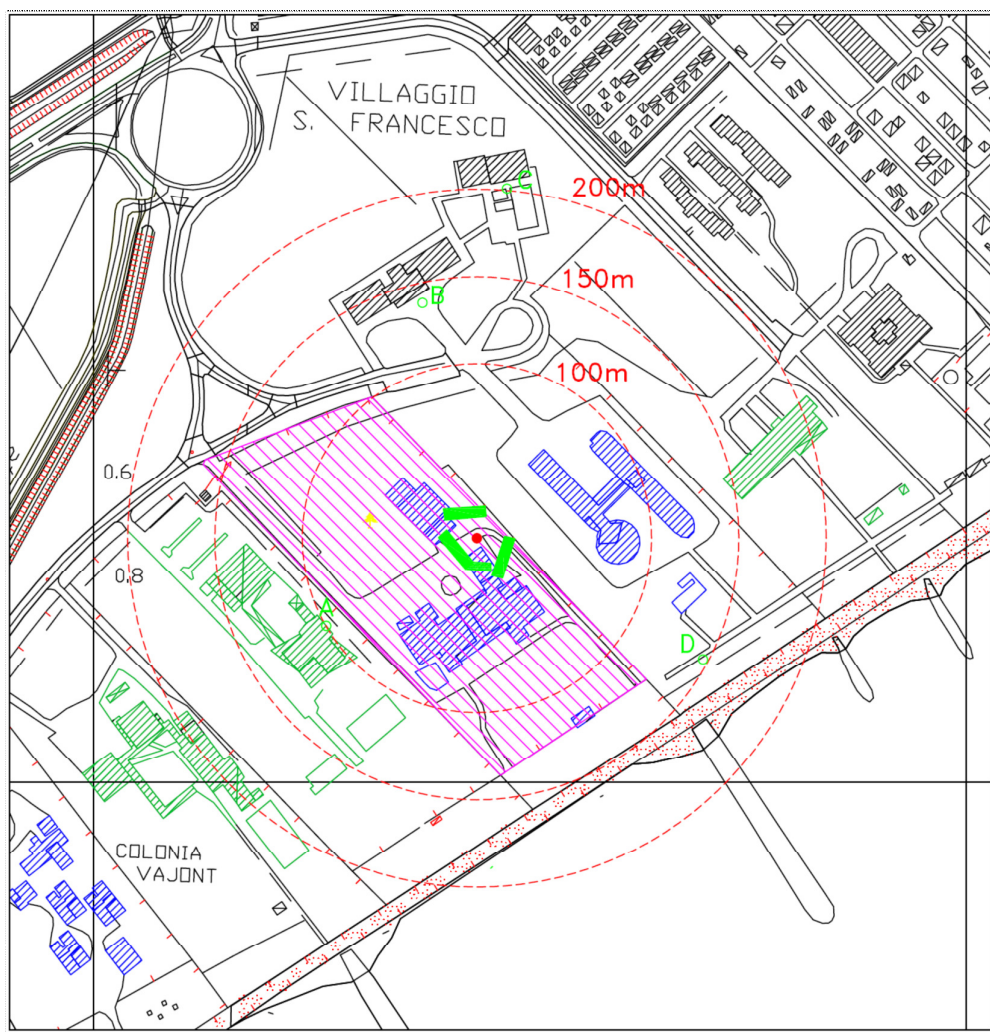 VILLAGGIO
S. FRANCESCO
C
200m
B
150m
100m
0.6
0.8
A
D
COLONIA
VAJONT